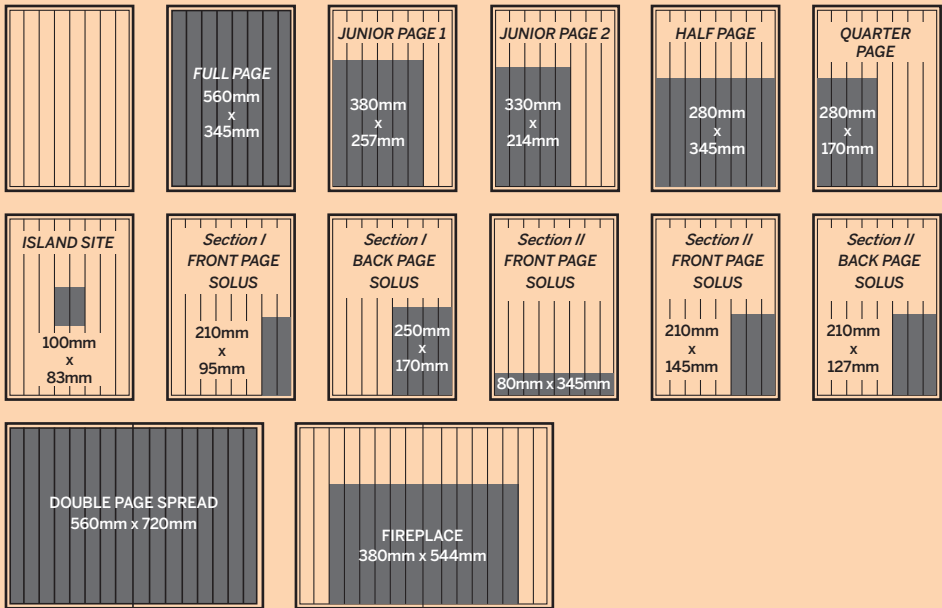 FULL PAGE
560mm
x
345mm
JUNIOR PAGE 1
380mm
x
257mm
JUNIOR PAGE 2
330mm
x
214mm
HALF PAGE
280mm
x
345mm
QUARTER
PAGE
280mm
x
170mm
ISLAND SITE
100mm
x
83mm
Section I
FRONT PAGE
SOLUS
210mm
x
95mm
Section I
BACK PAGE
SOLUS
250mm
x
170mm
Section II
FRONT PAGE
SOLUS
80mm x 345mm
Section II
FRONT PAGE
SOLUS
210mm
x
145mm
Section II
BACK PAGE
SOLUS
210mm
x
127mm
DOUBLE PAGE SPREAD
560mm x 720mm
FIREPLACE
380mm x 544mm